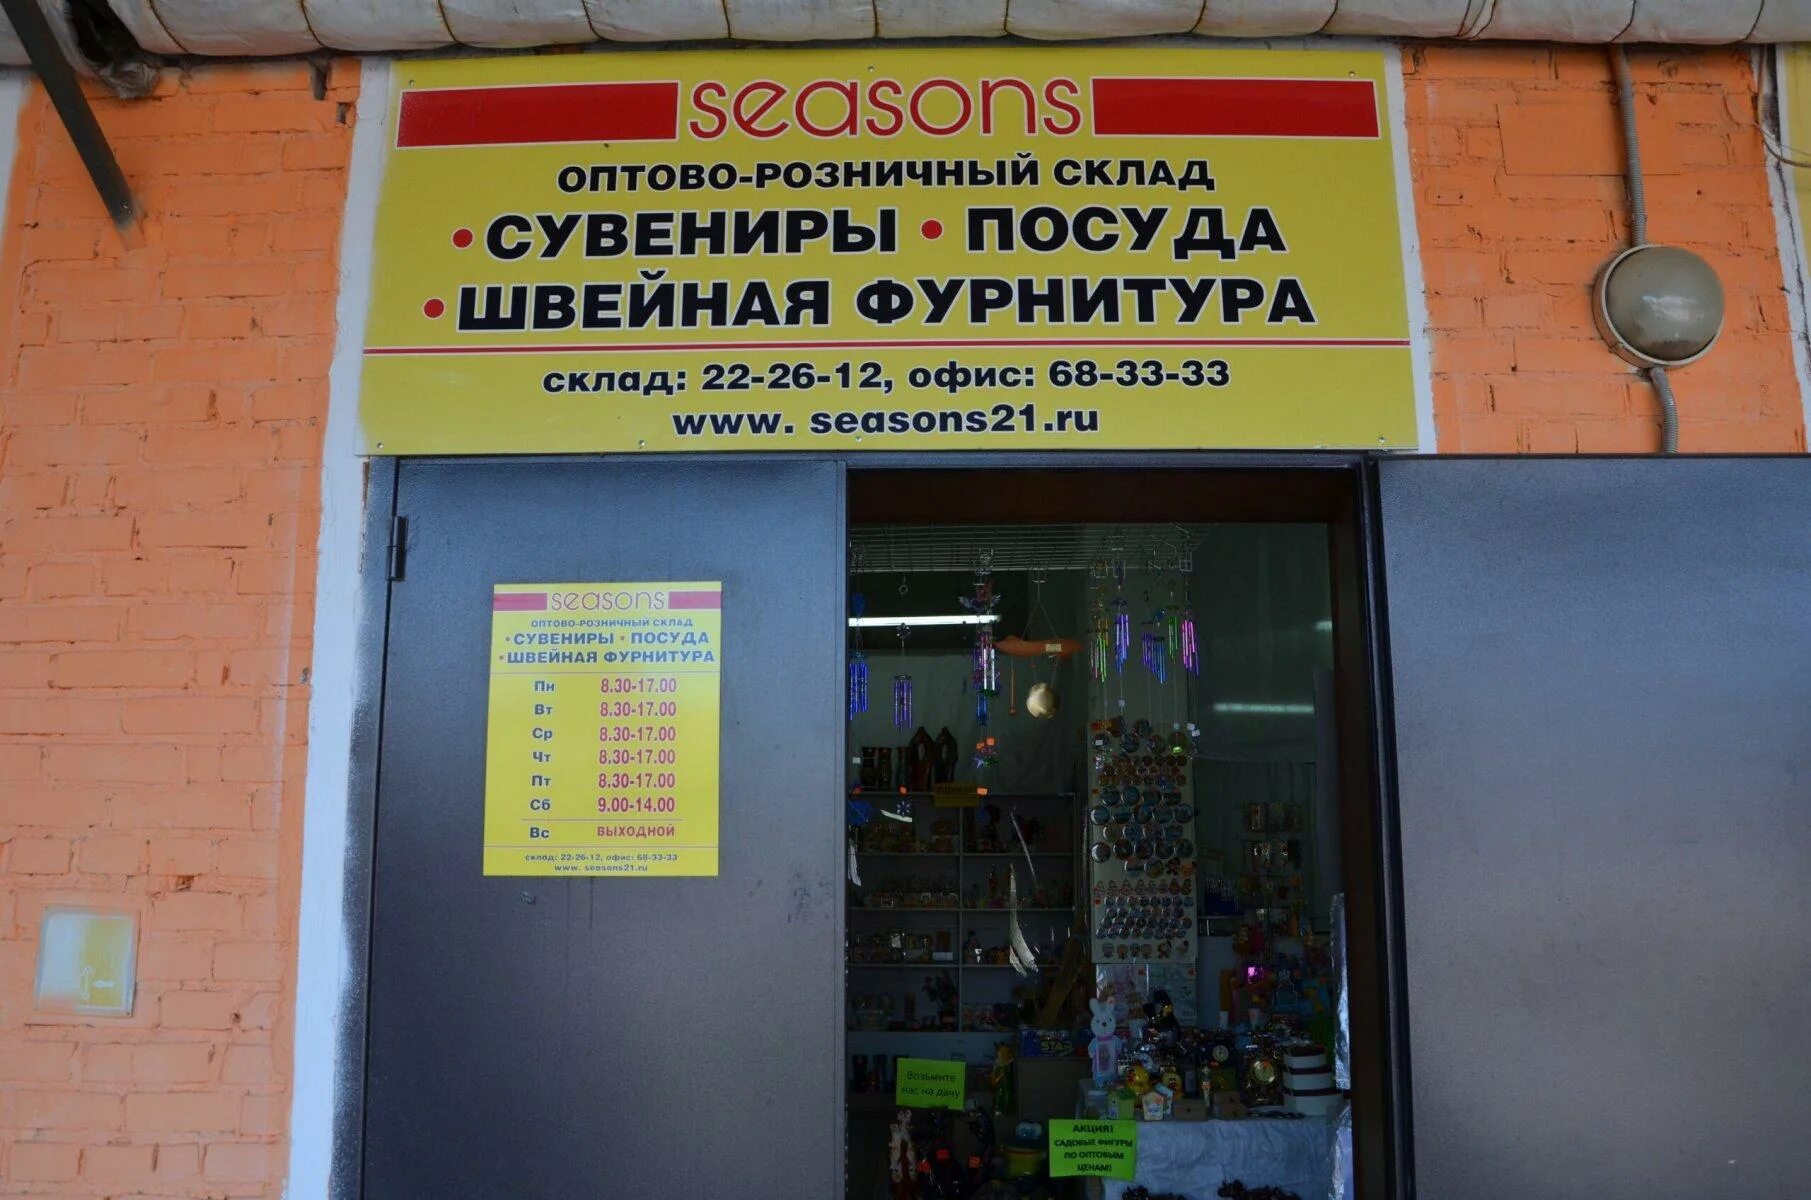 seasons
ОПТОВО-РОЗНИЧНЫЙ СКЛАД
• СУВЕНИРЫ • ПОСУДА
• ШВЕЙНАЯ ФУРНИТУРА
склад: 22-26-12, офис: 68-33-33
www. seasons21.ru
seasons
ОПТОВО-РОЗНИЧНЫЙ СКЛАД
• СУВЕНИРЫ • ПОСУДА
• ШВЕЙНАЯ ФУРНИТУРА
Пн 8.30-17.00
Вт 8.30-17.00
Ср 8.30-17.00
Чт 8.30-17.00
Пт 8.30-17.00
Сб 9.00-14.00
Вс ВЫХОДНОЙ
склад: 22-26-12, офис: 68-33-33
www. seasons21.ru
УЦЕНКА
STAR
Возьмите
нас на дачу
АКЦИЯ!
САДОВЫЕ ФИГУРЫ
ПО ОПТОВЫМ
ЦЕНАМ!